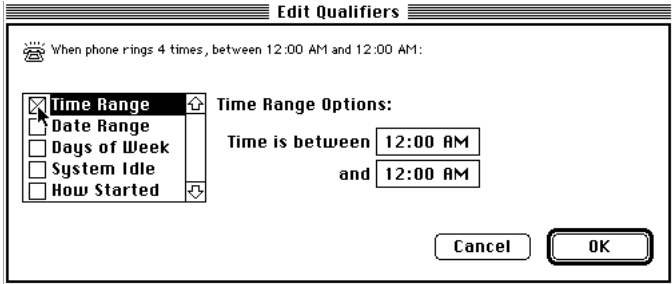 Edit Qualifiers
When phone rings 4 times, between 12:00 AM and 12:00 AM:
Time Range
Date Range
Days of Week
System Idle
How Started
Time Range Options:
Time is between 12:00 AM
and 12:00 AM
Cancel
OK